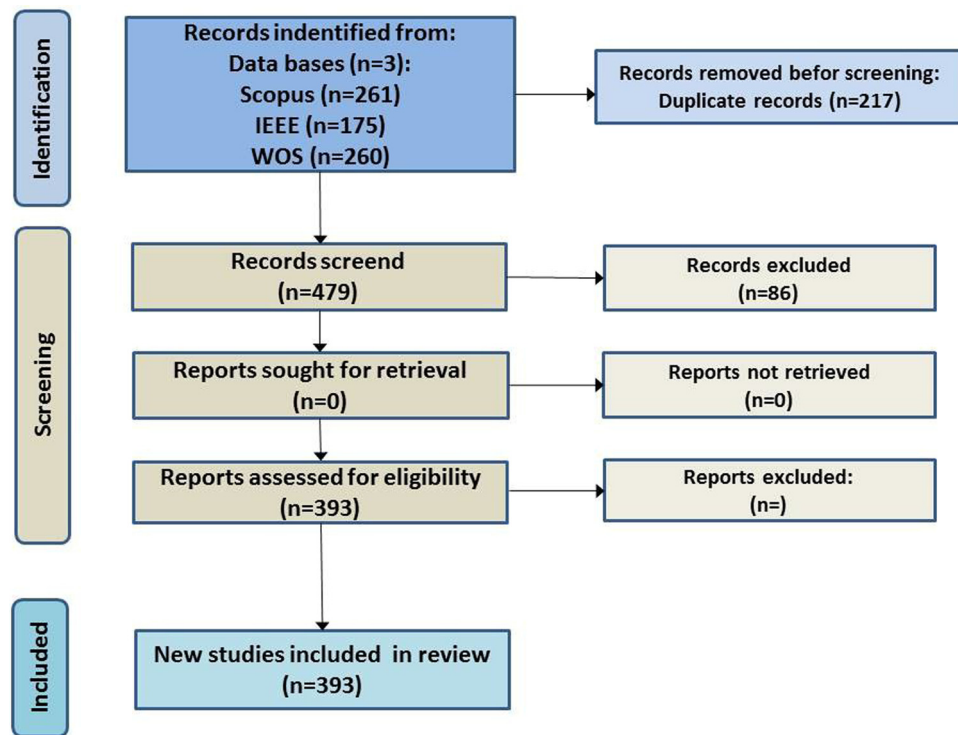 Identification
Records indentified from:
Data bases (n=3):
Scopus (n=261)
IEEE (n=175)
WOS (n=260)
Records removed befor screening:
Duplicate records (n=217)
Screening
Records screend
(n=479)
Records excluded
(n=86)
Reports sought for retrieval
(n=0)
Reports not retrieved
(n=0)
Reports assessed for eligibility
(n=393)
Reports excluded:
(n=)
Included
New studies included in review
(n=393)